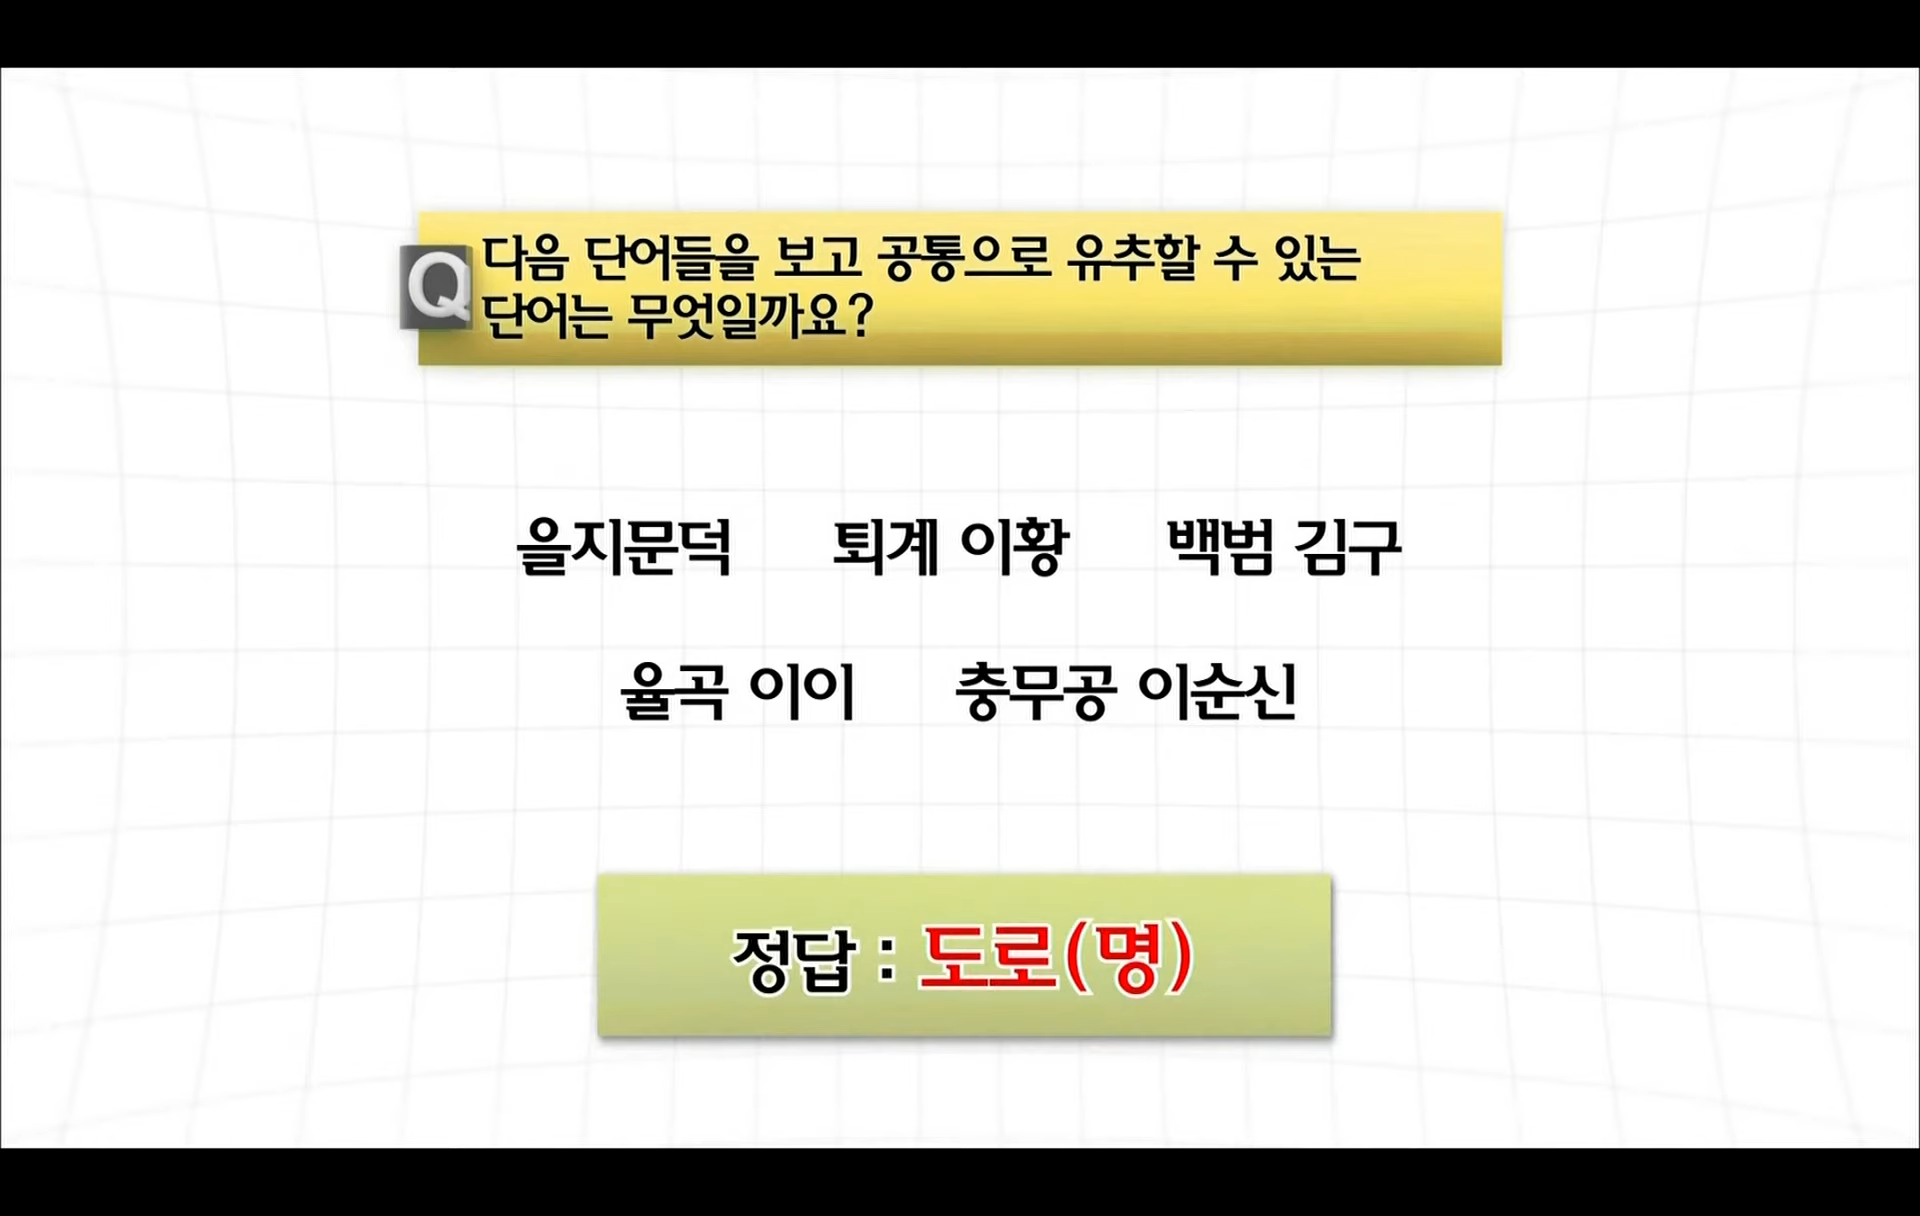 Q 다음 단어들을 보고 공통으로 유추할 수 있는
단어는 무엇일까요?
을지문덕 퇴계 이황 백범 김구
율곡 이이 충무공 이순신
정답 : 도로(명)